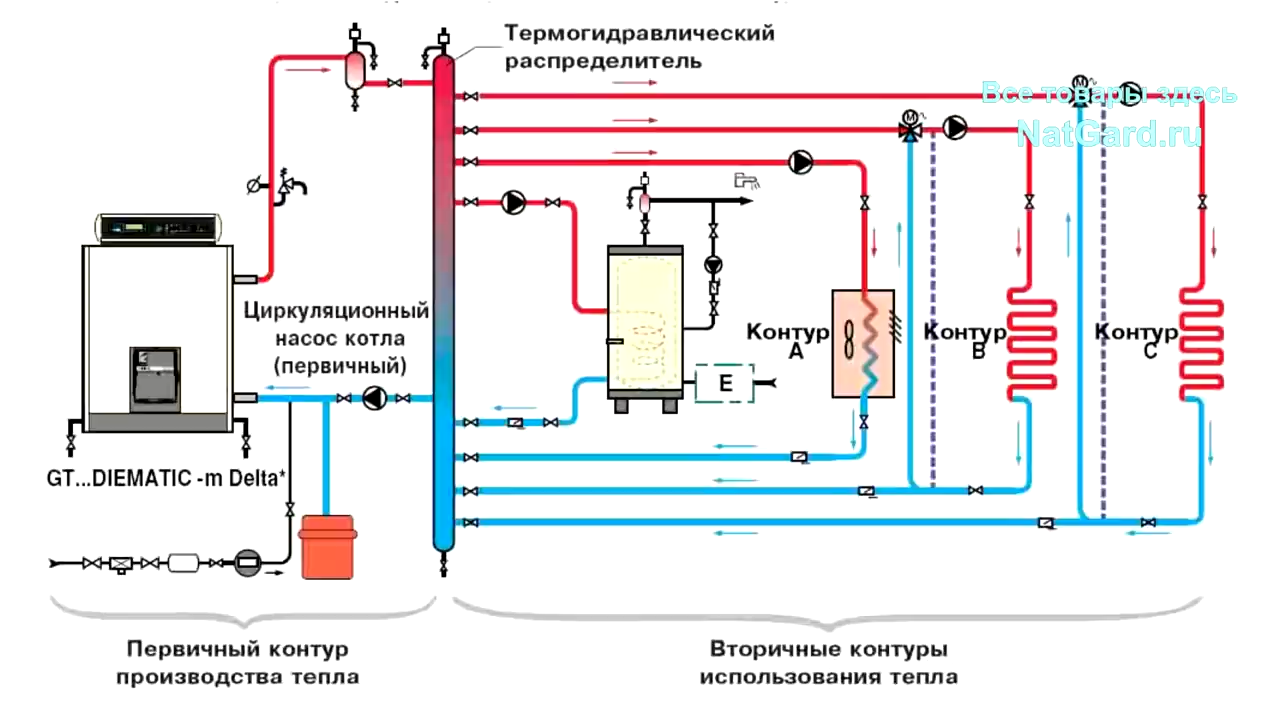 Термогидравлический
распределитель
Все товары здесь
NatGard.ru
M
M
Циркуляционный
насос котла
(первичный)
Контур
A
Контур
B
Контур
C
E
GT...DIEMATIC -m Delta*
Первичный контур
производства тепла
Вторичные контуры
использования тепла